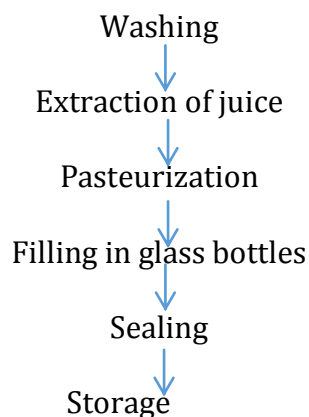 Washing
Extraction of juice
Pasteurization
Filling in glass bottles
Sealing
Storage